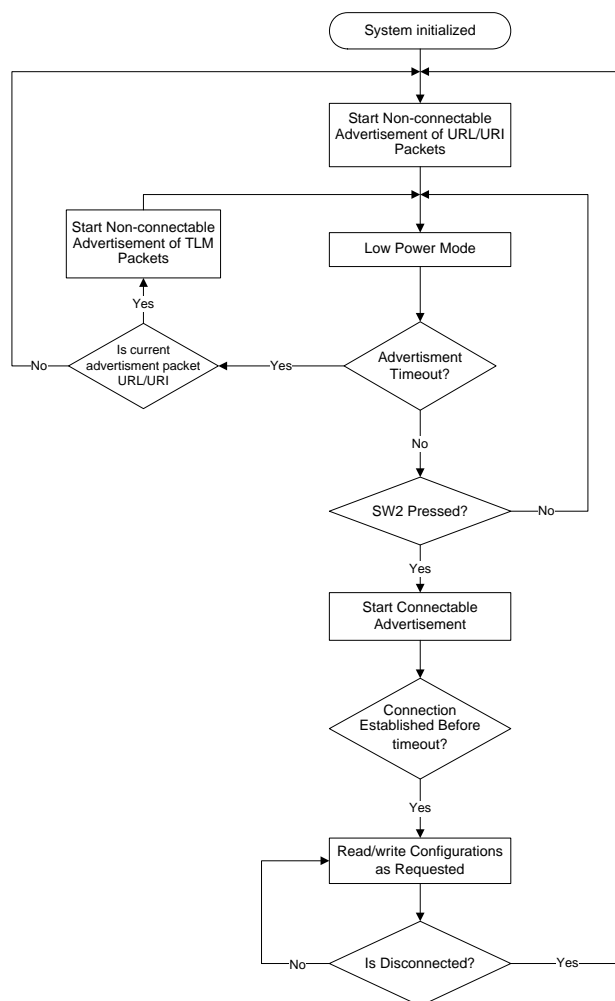 System initialized
Start Non-connectable
Advertisement of URL/URI
Packets
Start Non-connectable
Advertisement of TLM
Packets
Low Power Mode
Yes
Is current
advertisment packet
URL/URI
No
Yes
Advertisment
Timeout?
No
SW2 Pressed?
No
Yes
Start Connectable
Advertisement
Connection
Established Before
timeout?
Yes
Read/write Configurations
as Requested
No
Is Disconnected?
Yes